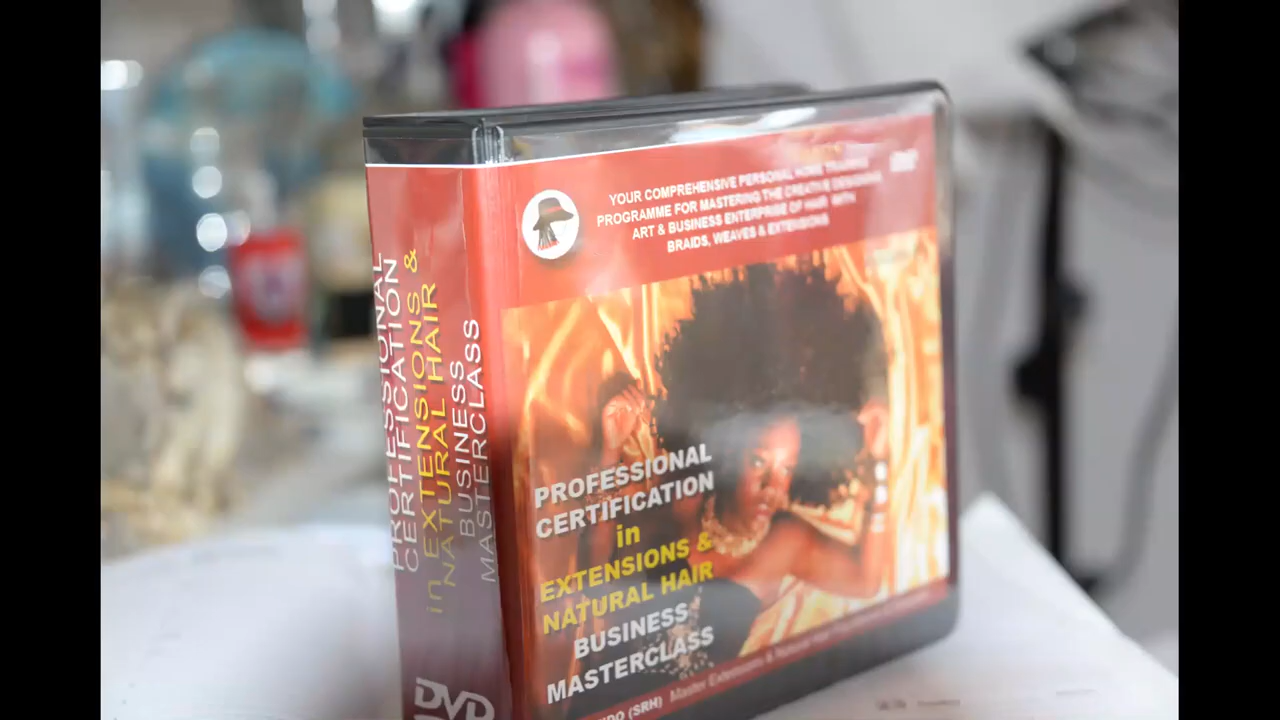 PROFESSIONAL
CERTIFICATION
in EXTENSIONS &
NATURAL HAIR
BUSINESS
MASTERCLASS
DVD
YOUR COMPREHENSIVE PERSONAL HOME TRAINING
PROGRAMME FOR MASTERING THE CREATIVE DESIGNING
ART & BUSINESS ENTERPRISE OF HAIR WITH
BRAIDS, WEAVES & EXTENSIONS
PROFESSIONAL
CERTIFICATION
in
EXTENSIONS &
NATURAL HAIR
BUSINESS
MASTERCLASS
(SRH) Master Extensions & Natural Hair